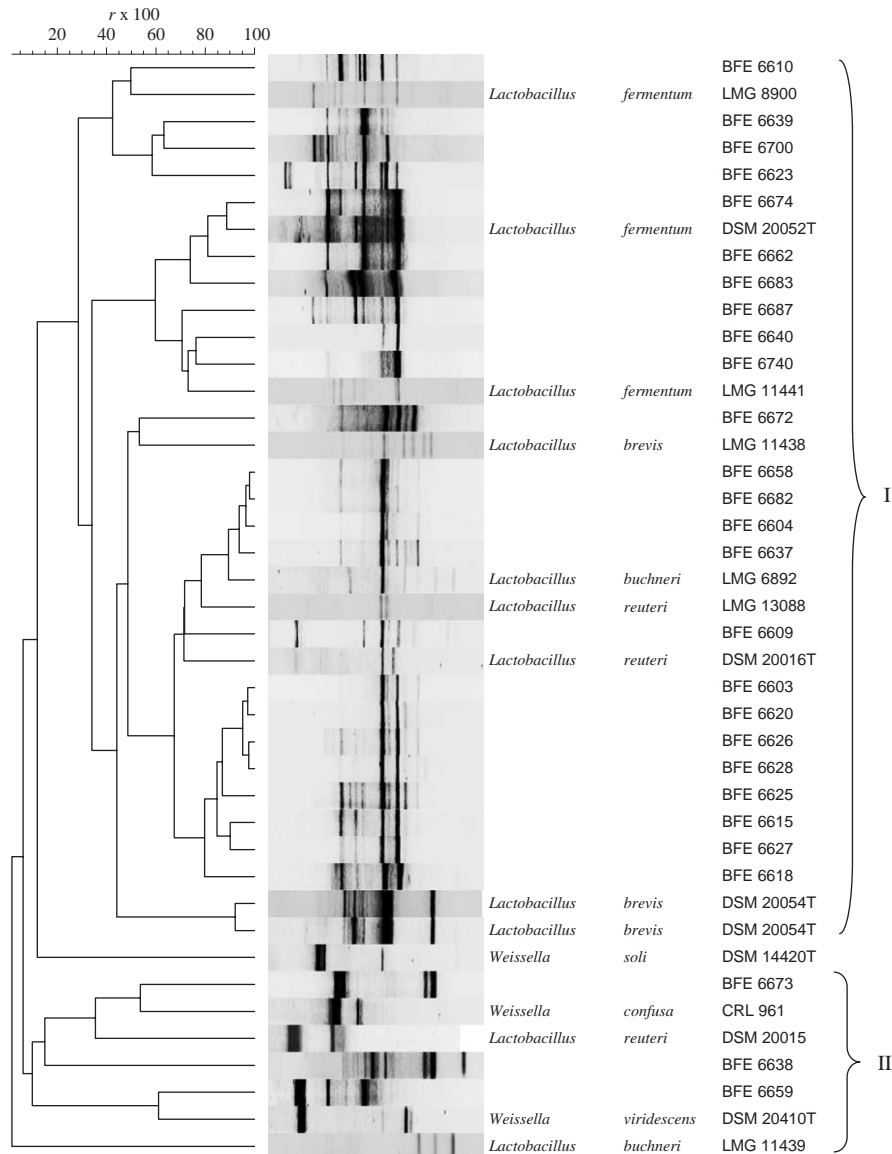 r x 100
20 40 60 80 100
BFE 6610
Lactobacillus fermentum LMG 8900
BFE 6639
BFE 6700
BFE 6623
BFE 6674
Lactobacillus fermentum DSM 20052T
BFE 6662
BFE 6683
BFE 6687
BFE 6640
BFE 6740
Lactobacillus fermentum LMG 11441
BFE 6672
Lactobacillus brevis LMG 11438
BFE 6658
I
BFE 6682
BFE 6604
BFE 6637
Lactobacillus buchneri LMG 6892
Lactobacillus reuteri LMG 13088
BFE 6609
Lactobacillus reuteri DSM 20016T
BFE 6603
BFE 6620
BFE 6626
BFE 6628
BFE 6625
BFE 6615
BFE 6627
BFE 6618
Lactobacillus brevis DSM 20054T
Lactobacillus brevis DSM 20054T
Weissella soli DSM 14420T
BFE 6673
Weissella confusa CRL 961
Lactobacillus reuteri DSM 20015
BFE 6638
II
BFE 6659
Weissella viridescens DSM 20410T
Lactobacillus buchneri LMG 11439